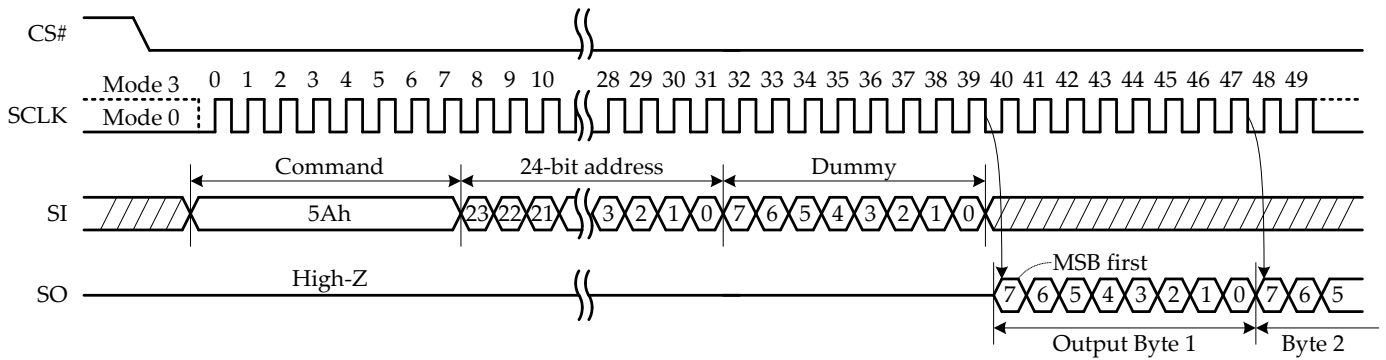 CS#
Mode 3
0 1 2 3 4 5 6 7 8 9 10 28 29 30 31 32 33 34 35 36 37 38 39 40 41 42 43 44 45 46 47 48 49
SCLK
Mode 0
Command 24-bit address Dummy
SI 5Ah 23 22 21 3 2 1 0 7 6 5 4 3 2 1 0
High-Z MSB first
SO 7 6 5 4 3 2 1 0 7 6 5
Output Byte 1 Byte 2